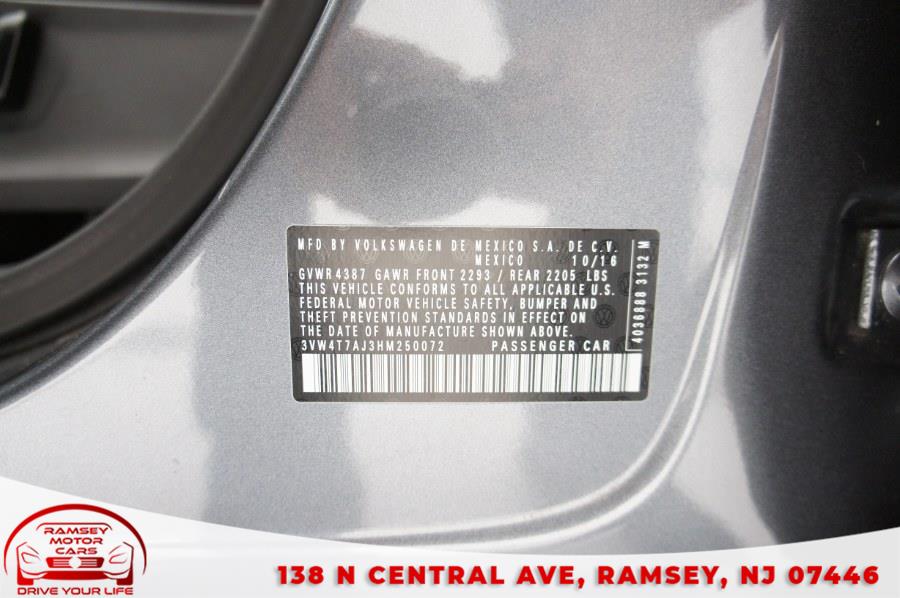 MFD BY VOLKSWAGEN DE MEXICO S.A. DE C.V.
MEXICO 10/16
GVWR 4387 GAWR FRONT 2293 / REAR 2205 LBS
THIS VEHICLE CONFORMS TO ALL APPLICABLE U.S.
FEDERAL MOTOR VEHICLE SAFETY, BUMPER AND
THEFT PREVENTION STANDARDS IN EFFECT ON
THE DATE OF MANUFACTURE SHOWN ABOVE.
3VW4T7AJ3HM250072 PASSENGER CAR
4036888 3132 M
RAMSEY
MOTOR
CARS
DRIVE YOUR LIFE
138 N CENTRAL AVE, RAMSEY, NJ 07446